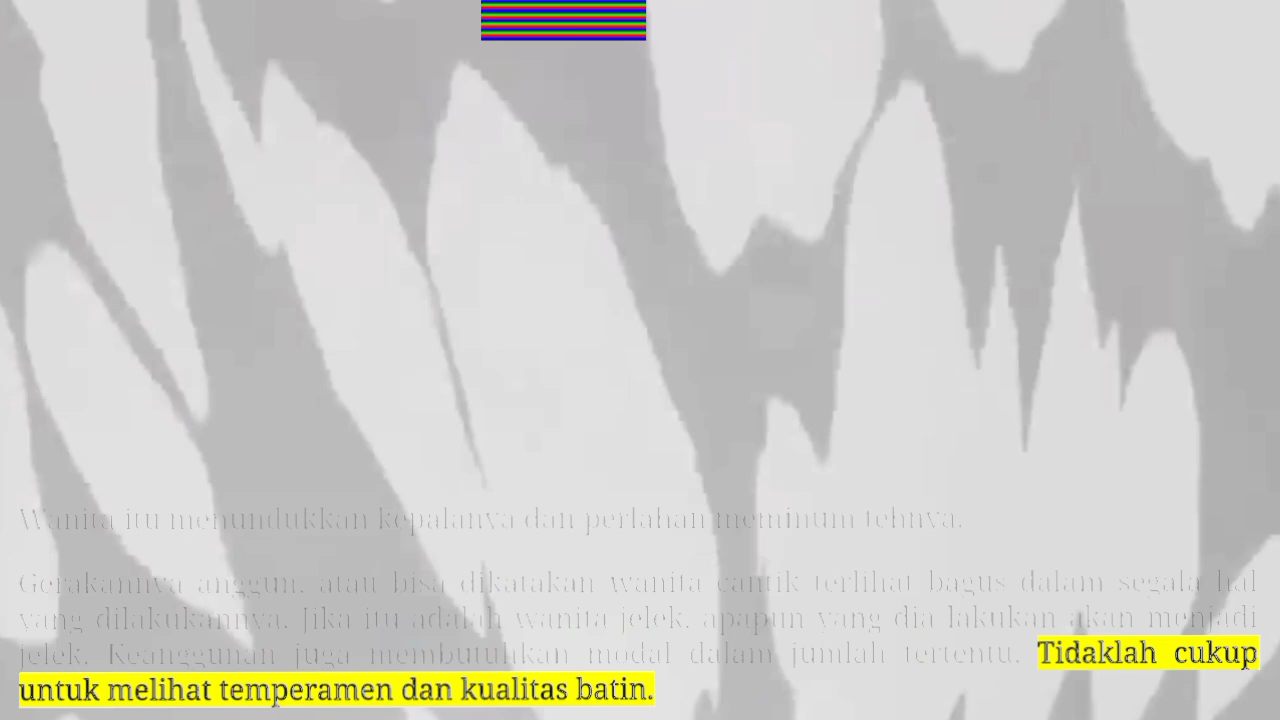 Wanita itu menundukkan kepalanya dan perlahan meminum tehnya.
Gerakannya anggun, atau bisa dikatakan wanita cantik terlihat bagus dalam segala hal
yang dilakukannya. Jika itu adalah wanita jelek, apapun yang dia lakukan akan menjadi
jelek. Keanggunan juga membutuhkan modal dalam jumlah tertentu. Tidaklah cukup
untuk melihat temperamen dan kualitas batin.